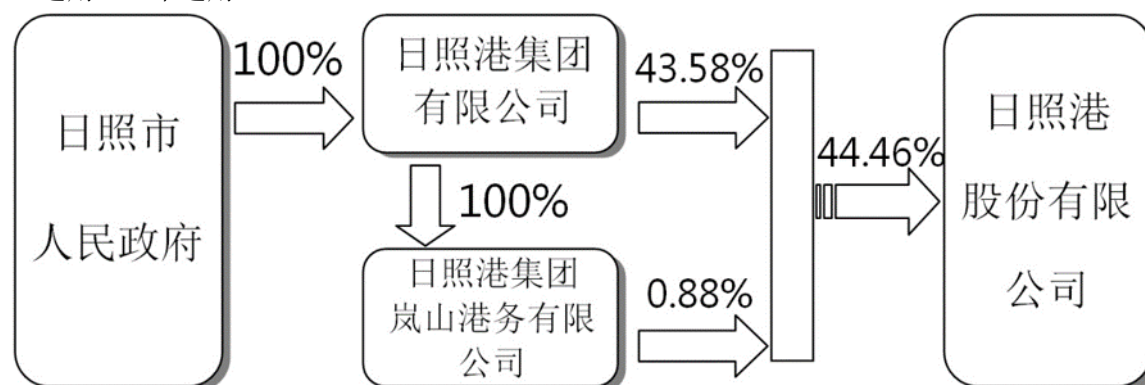 日照市
人民政府
100%
日照港集团
有限公司
100%
日照港集团
岚山港务有限
公司
43.58%
0.88%
44.46%
日照港
股份有限
公司